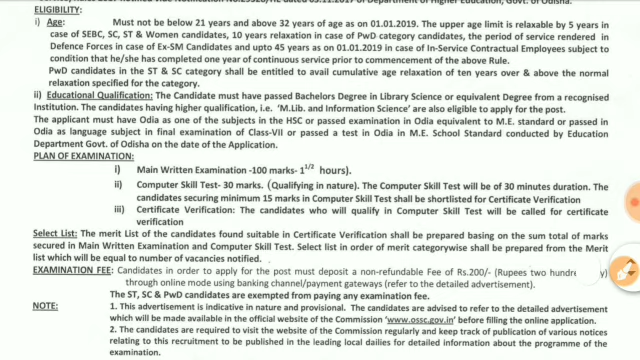 ELIGIBILITY:
i) Age: Must not be below 21 years and above 32 years of age as on 01.01.2019. The upper age limit is relaxable by 5 years in
case of SEBC, SC, ST & Women candidates, 10 years relaxation in case of PwD category candidates, the period of service rendered in
Defence Forces in case of Ex-SM Candidates and upto 45 years as on 01.01.2019 in case of In-Service Contractual Employees subject to
condition that he/she has completed one year of continuous service prior to commencement of the above Rule.
PwD candidates in the ST & SC category shall be entitled to avail cumulative age relaxation of ten years over & above the normal
relaxation specified for the category.
ii) Educational Qualification: The Candidate must have passed Bachelors Degree in Library Science or equivalent Degree from a recognised
Institution. The candidates having higher qualification, i.e. 'M.Lib. and Information Science' are also eligible to apply for the post.
The applicant must have Odia as one of the subjects in the HSC or passed examination in Odia equivalent to M.E. standard or passed in
Odia as language subject in final examination of Class-VII or passed a test in Odia in M.E. School Standard conducted by Education
Department Govt. of Odisha on the date of the Application.
PLAN OF EXAMINATION:
i) Main Written Examination -100 marks- 1 1/2 hours).
ii) Computer Skill Test- 30 marks. (Qualifying in nature). The Computer Skill Test will be of 30 minutes duration. The
candidates securing minimum 15 marks in Computer Skill Test shall be shortlisted for Certificate Verification
iii) Certificate Verification: The candidates who will qualify in Computer Skill Test will be called for certificate
verification
Select List: The merit List of the candidates found suitable in Certificate Verification shall be prepared basing on the sum total of marks
secured in Main Written Examination and Computer Skill Test. Select list in order of merit categorywise shall be prepared from the Merit
list which will be equal to number of vacancies notified.
EXAMINATION FEE: Candidates in order to apply for the post must deposit a non-refundable Fee of Rs.200/- (Rupees two hundre y)
through online mode using banking channel/payment gateways (refer to the detailed advertisement).
The ST, SC & PwD candidates are exempted from paying any examination fee.
NOTE: 1. This advertisement is indicative in nature and provisional. The candidates are advised to refer to the detailed advertisement
which will be made available in the official website of the Commission 'www.ossc.gov.in' before filling the online application.
2. The candidates are required to visit the website of the Commission regularly and keep track of publication of various notices
relating to this recruitment to be published in the leading local dailies for detailed information about the programme of the
examination.